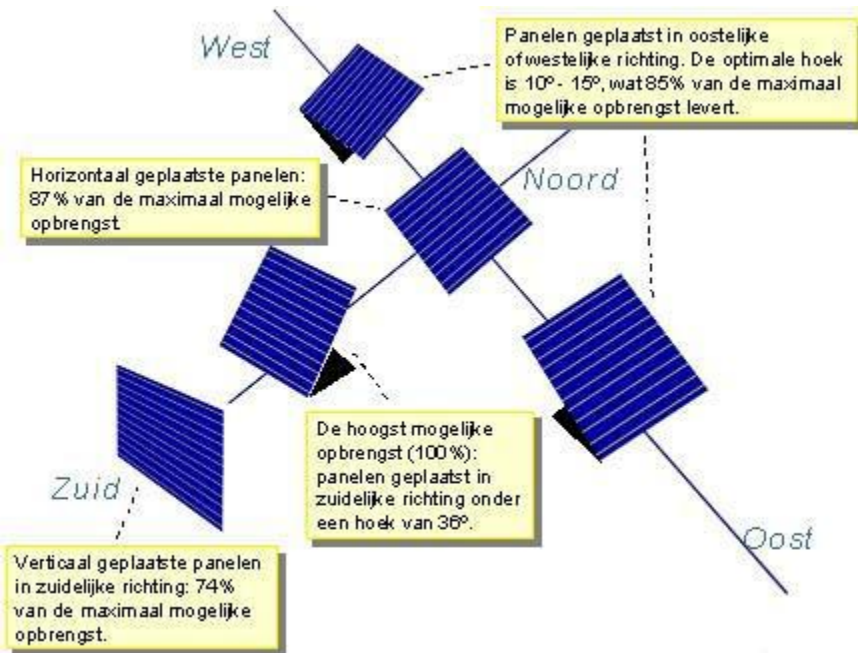 West
Panelen geplaatst in oostelijke
of westelijke richting. De optimale hoek
is 10º - 15º, wat 85% van de maximaal
mogelijke opbrengst levert.
Horizontaal geplaatste panelen:
87% van de maximaal mogelijke
opbrengst.
Noord
De hoogst mogelijke
opbrengst (100%):
panelen geplaatst in
zuidelijke richting onder
een hoek van 36º.
Zuid
Oost
Verticaal geplaatste panelen
in zuidelijke richting: 74%
van de maximaal mogelijke
opbrengst.